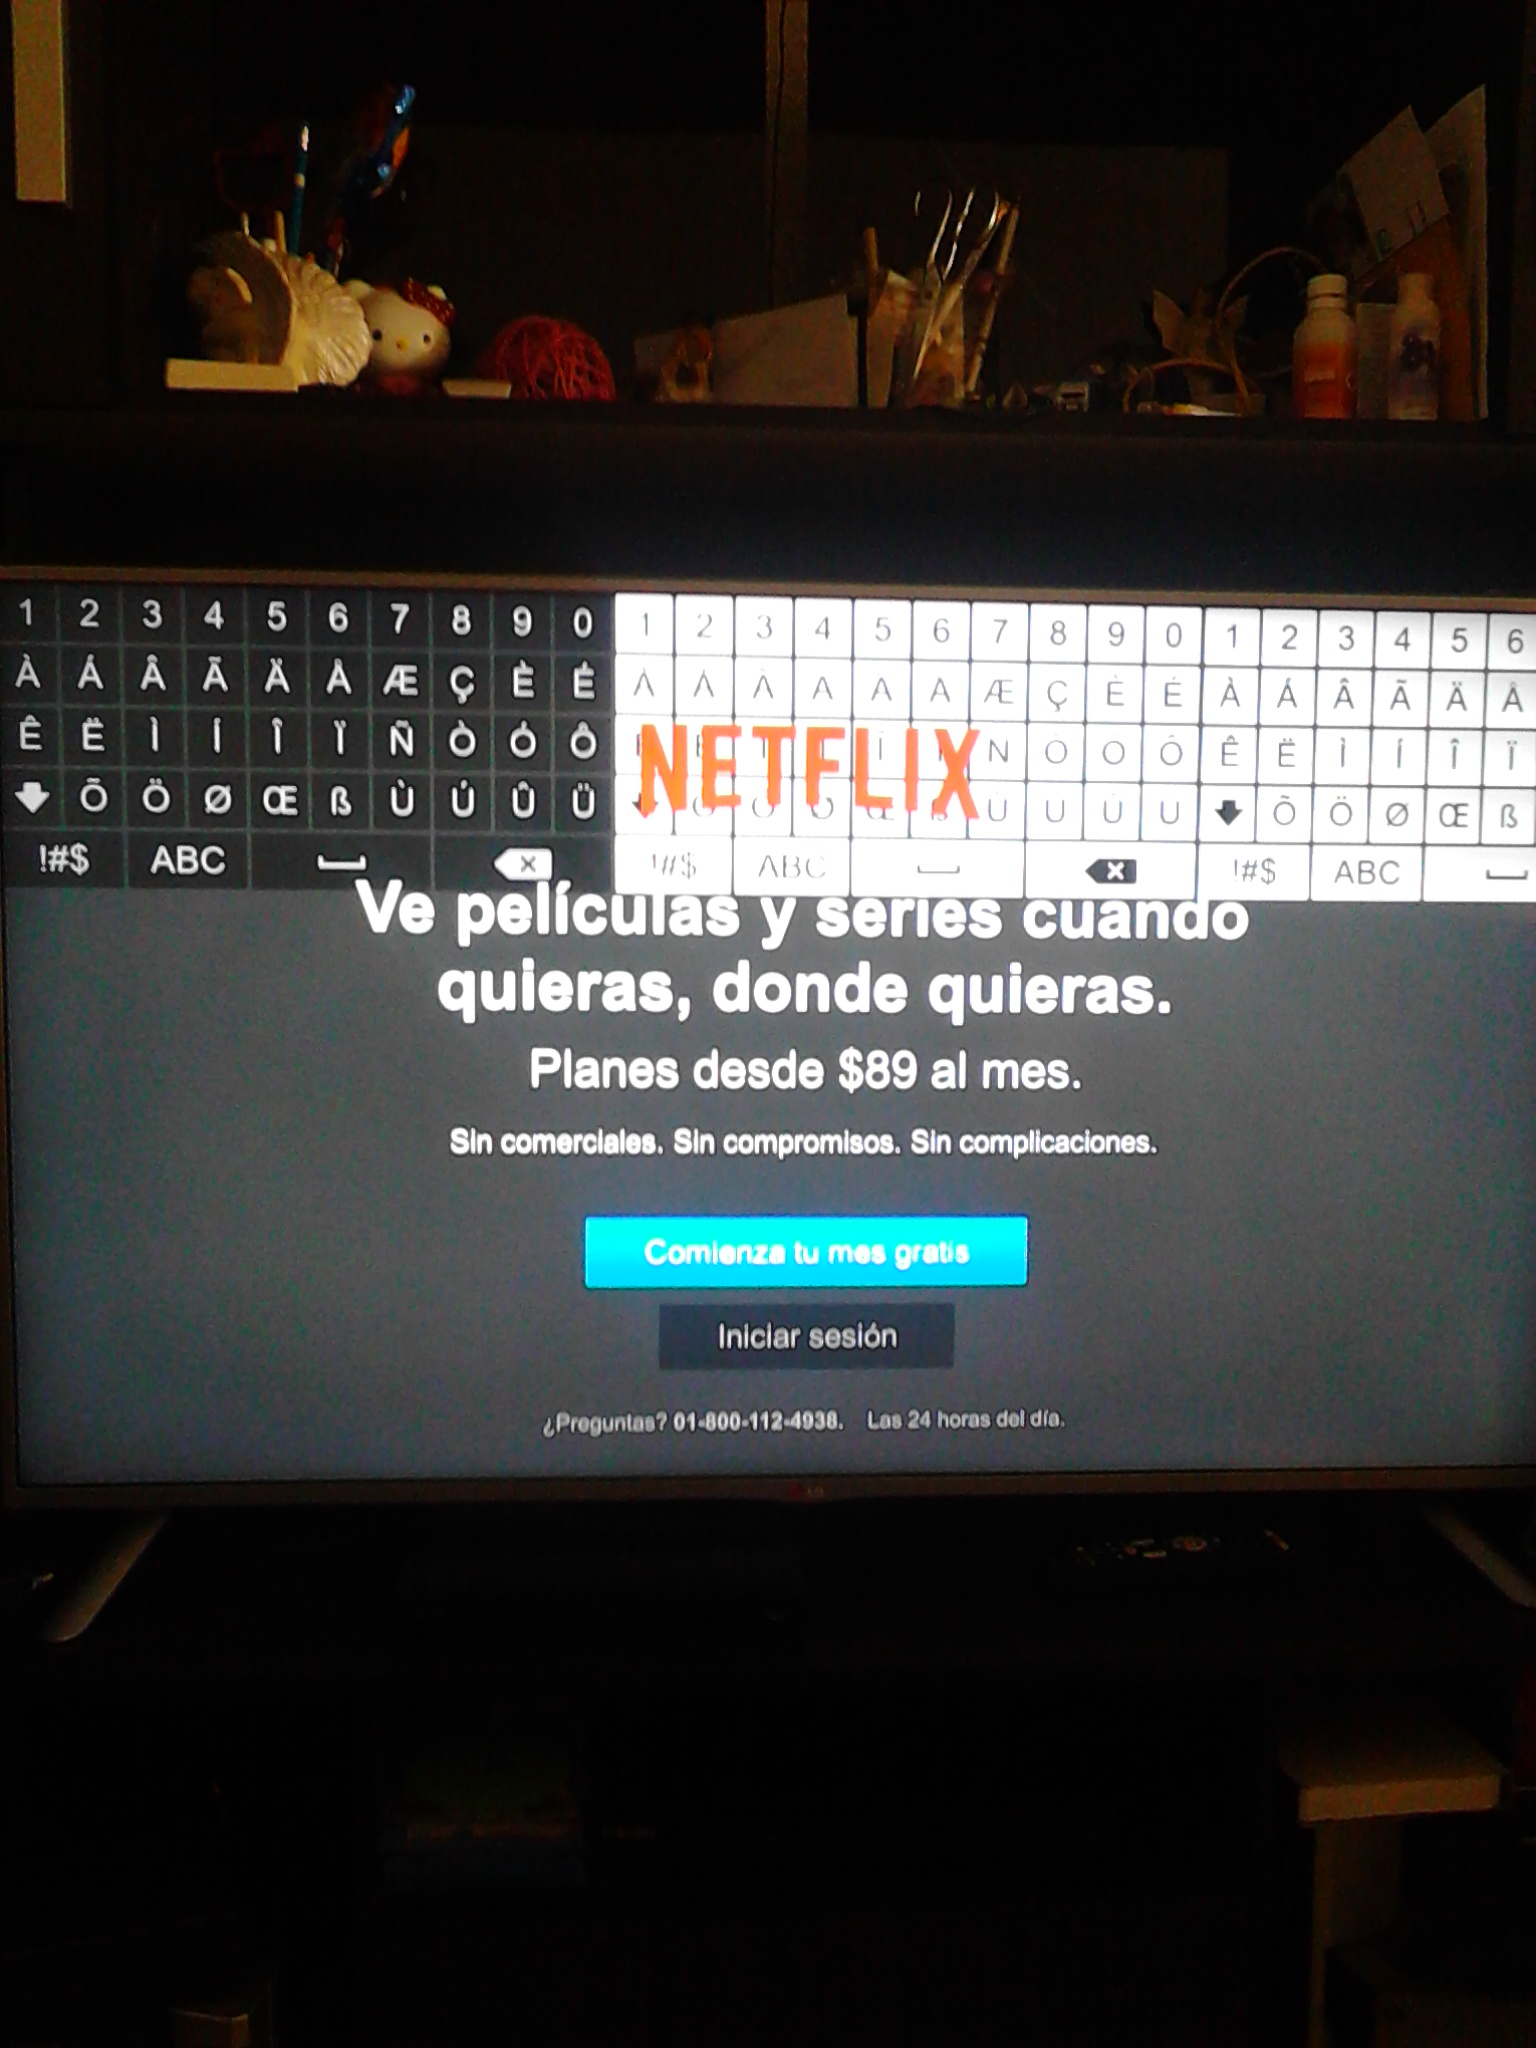 1 2 3 4 5 6 7 8 9 0 1 2 3 4 5 6 7 8 9 0 1 2 3 4 5 6
À Á Â Ã Ä Å Æ Ç È É À Á Â Ã Ä Å Æ Ç È É À Á Â Ã Ä Å
Ê Ë Ì Í Î Ï Ñ Ò Ó Ô NETFLIX Ñ Ò Ó Ô Ê Ë Ì Í Î Ï
Õ Ö Ø Œ ß Ù Ú Û Ü Ù Ú Û Ü Õ Ö Ø Œ ß
!#$ ABC !#$ ABC !#$ ABC
Ve películas y series cuando
quieras, donde quieras.
Planes desde $89 al mes.
Sin comerciales. Sin compromisos. Sin complicaciones.
Comienza tu mes gratis
Iniciar sesión
¿Preguntas? 01-800-112-4938. Las 24 horas del día.
LG